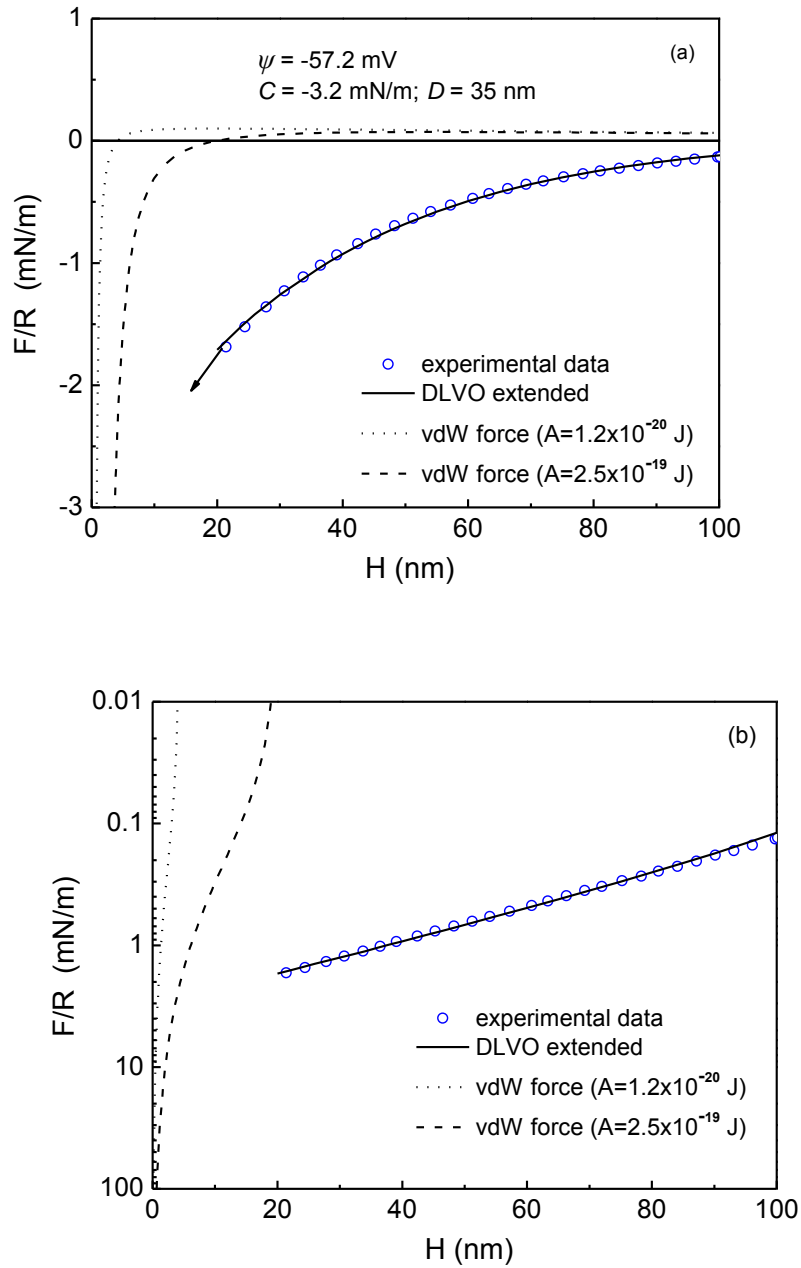 (a)
ψ = -57.2 mV
C = -3.2 mN/m; D = 35 nm
1
0
-1
-2
-3
F/R (mN/m)
experimental data
DLVO extended
vdW force (A=1.2x10⁻²⁰ J)
vdW force (A=2.5x10⁻¹⁹ J)
0 20 40 60 80 100
H (nm)
(b)
0.01
0.1
1
10
100
F/R (mN/m)
experimental data
DLVO extended
vdW force (A=1.2x10⁻²⁰ J)
vdW force (A=2.5x10⁻¹⁹ J)
0 20 40 60 80 100
H (nm)